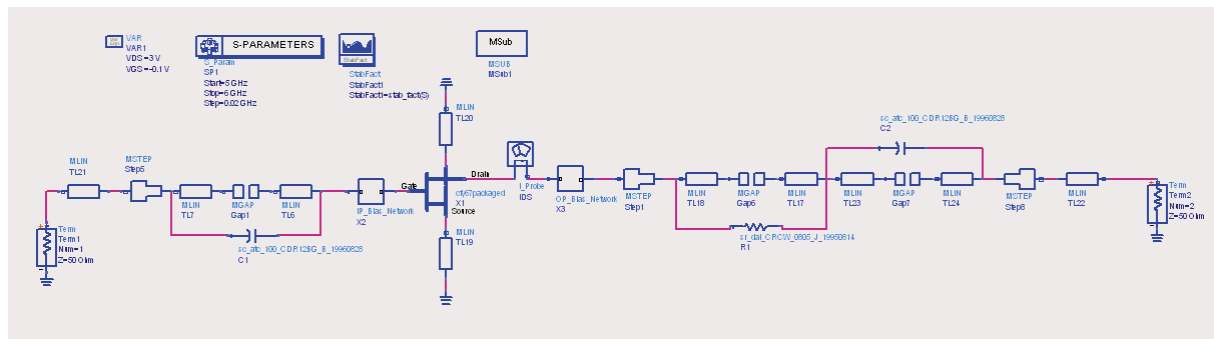 VAR
VAR1
VDS=3 V
VGS=-0.1 V
S-PARAMETERS
S_Param
SP1
Start=5 GHz
Stop=6 GHz
Step=0.02 GHz
StabFact
StabFact
StabFact1
StabFact1=stab_fact(S)
MSub
MSUB
MSub1
MLIN
TL20
MLIN
TL21
MSTEP
Step5
MLIN
TL7
MGAP
Gap1
MLIN
TL6
sc_atc_100_CDR12BG_B_19960828
C1
Term
Term1
Num=1
Z=50 Ohm
IP_Bias_Network
X2
Gate
Drain
Source
cfy67packaged
X1
MLIN
TL19
I_Probe
IDS
OP_Bias_Network
X3
MSTEP
Step1
MLIN
TL18
MGAP
Gap6
MLIN
TL17
sr_dal_CRCW_0805_J_19950814
R1
MLIN
TL23
MGAP
Gap7
MLIN
TL24
sc_atc_100_CDR12BG_B_19960828
C2
MSTEP
Step8
MLIN
TL22
Term
Term2
Num=2
Z=50 Ohm